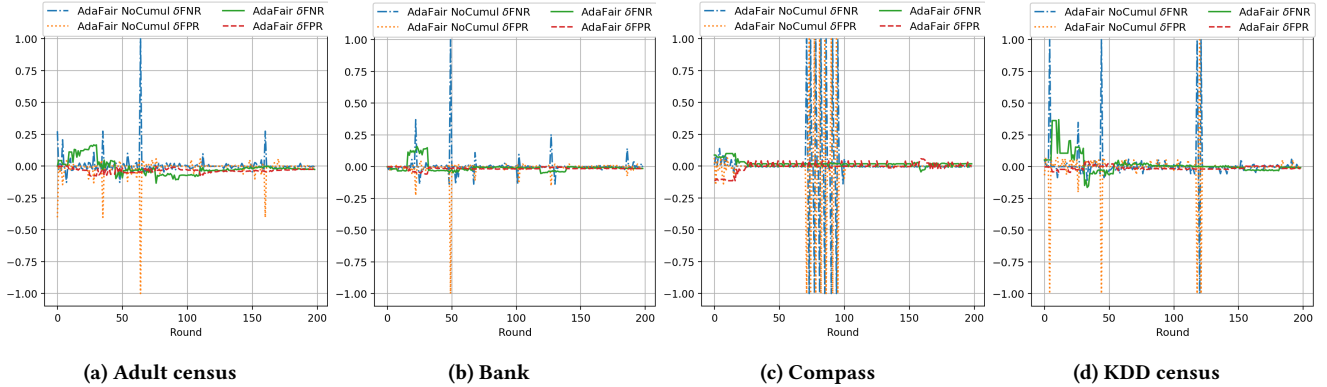 AdaFair NoCumul δFNR AdaFair δFNR
AdaFair NoCumul δFPR AdaFair δFPR
1.00
0.75
0.50
0.25
0.00
−0.25
−0.50
−0.75
−1.00
0 50 100 150 200
Round
(a) Adult census
AdaFair NoCumul δFNR AdaFair δFNR
AdaFair NoCumul δFPR AdaFair δFPR
1.00
0.75
0.50
0.25
0.00
−0.25
−0.50
−0.75
−1.00
0 50 100 150 200
Round
(b) Bank
AdaFair NoCumul δFNR AdaFair δFNR
AdaFair NoCumul δFPR AdaFair δFPR
1.00
0.75
0.50
0.25
0.00
−0.25
−0.50
−0.75
−1.00
0 50 100 150 200
Round
(c) Compass
AdaFair NoCumul δFNR AdaFair δFNR
AdaFair NoCumul δFPR AdaFair δFPR
1.00
0.75
0.50
0.25
0.00
−0.25
−0.50
−0.75
−1.00
0 50 100 150 200
Round
(d) KDD census